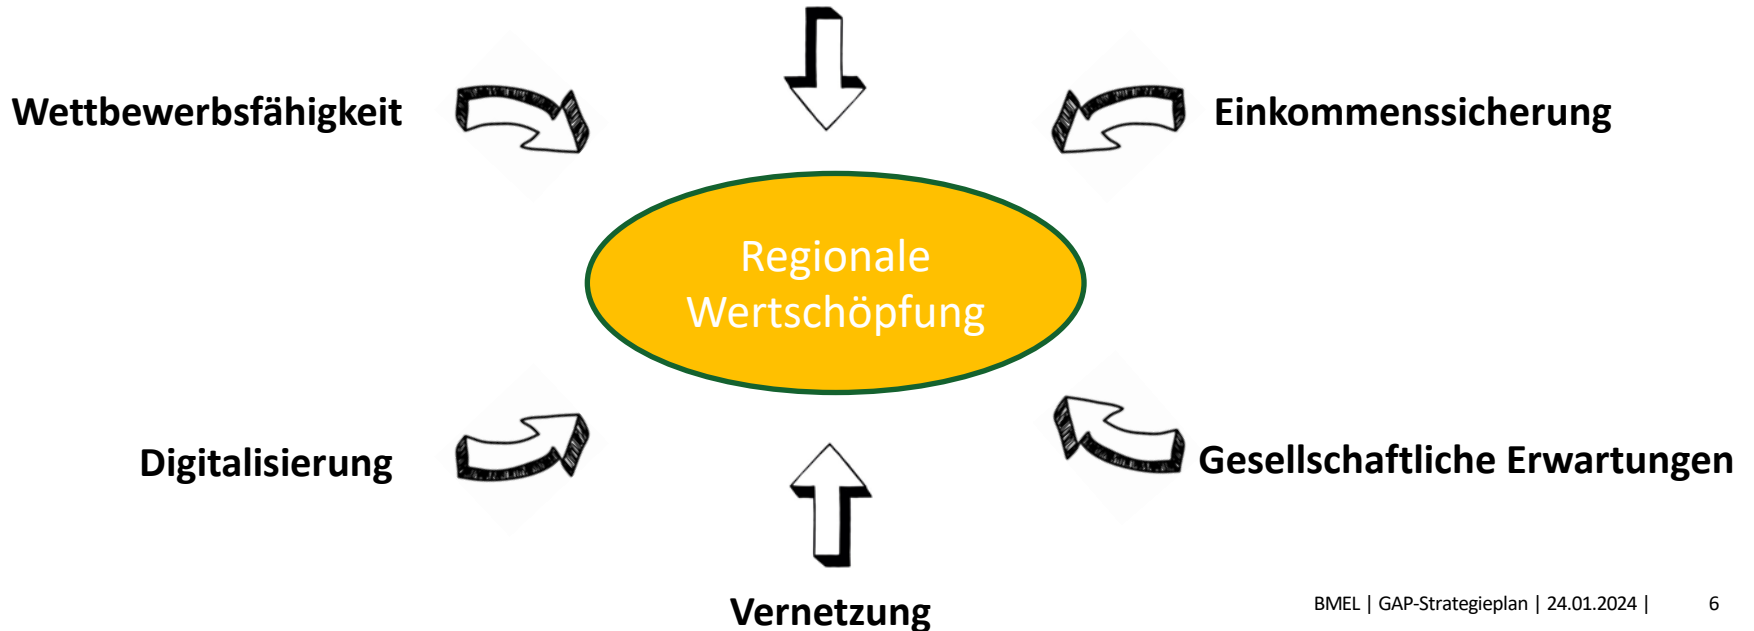 Wettbewerbsfähigkeit
Einkommenssicherung
Regionale
Wertschöpfung
Digitalisierung
Gesellschaftliche Erwartungen
Vernetzung
BMEL | GAP-Strategieplan | 24.01.2024 | 6